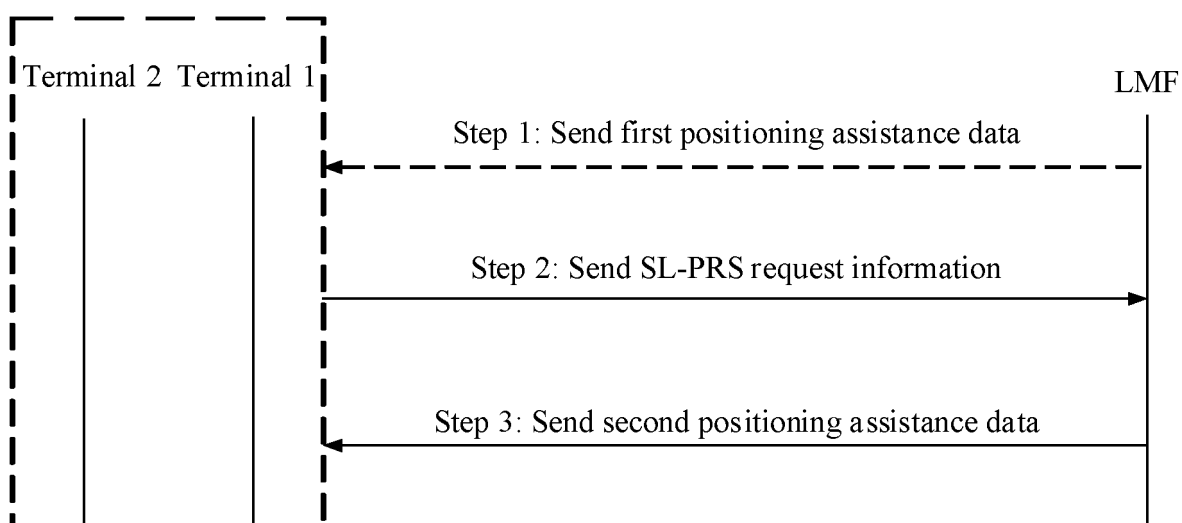 Terminal 2 Terminal 1
LMF
Step 1: Send first positioning assistance data
Step 2: Send SL-PRS request information
Step 3: Send second positioning assistance data